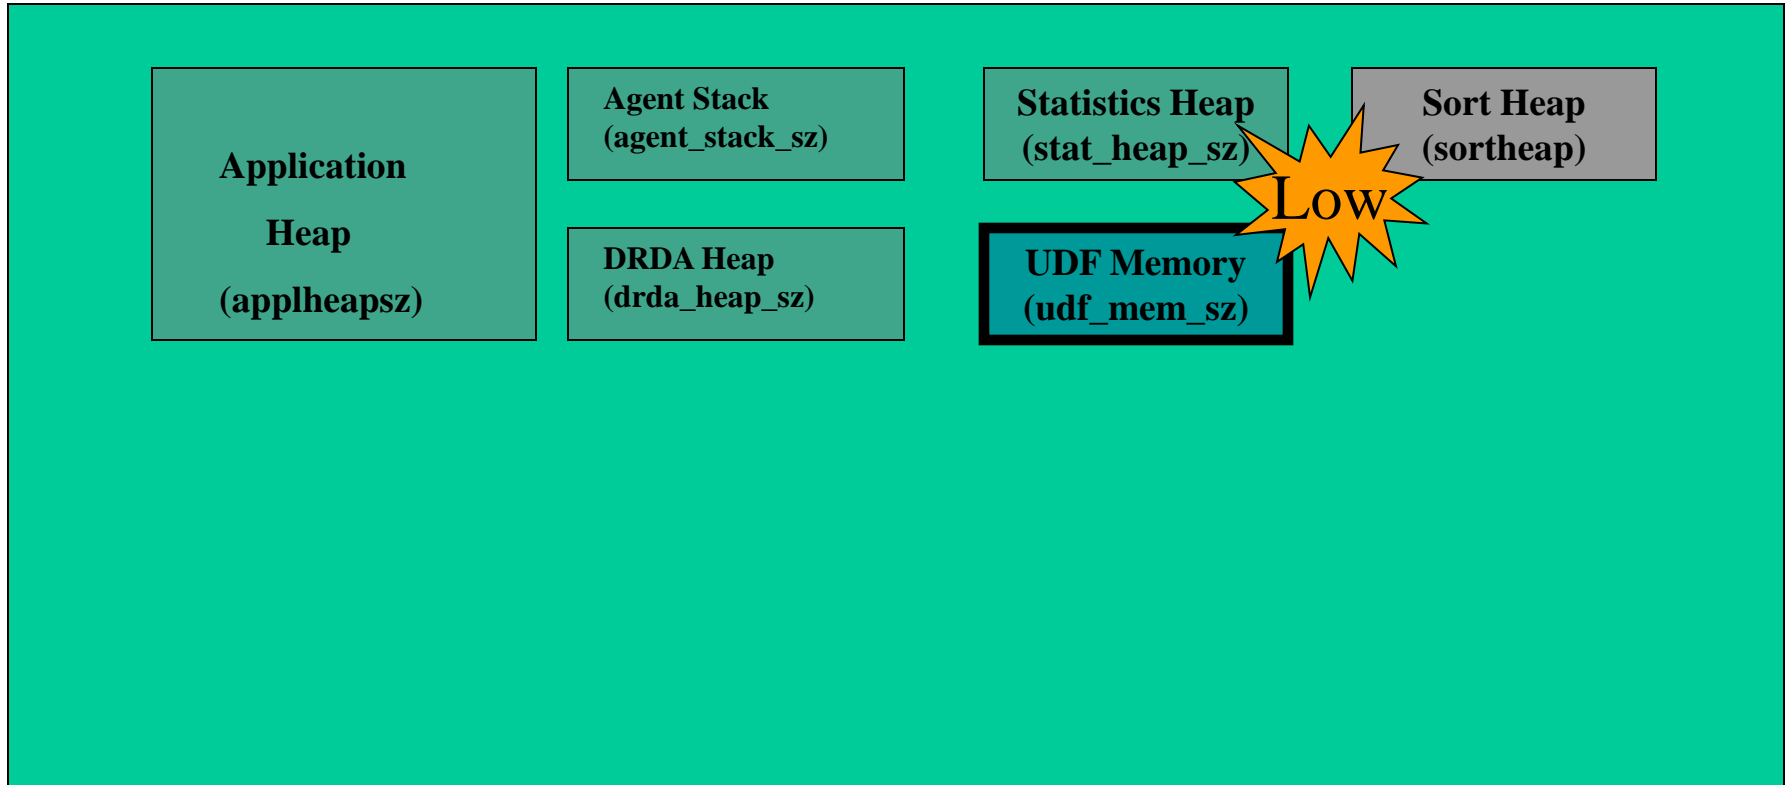 Application
Heap
(applheapsz)
Agent Stack
(agent_stack_sz)
DRDA Heap
(drda_heap_sz)
Statistics Heap
(stat_heap_sz)
UDF Memory
(udf_mem_sz)
Low
Sort Heap
(sortheap)